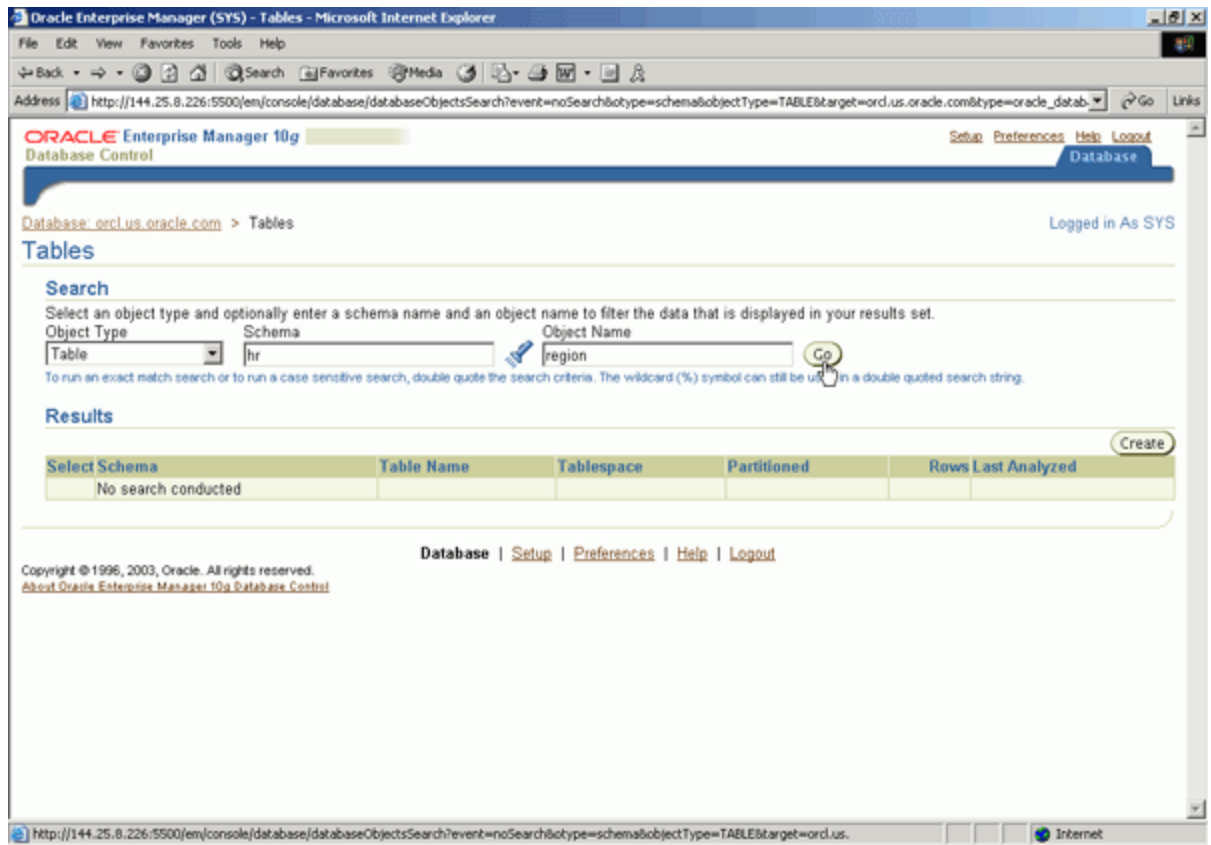 Oracle Enterprise Manager (SYS) - Tables - Microsoft Internet Explorer
File Edit View Favorites Tools Help
Back Search Favorites Media
Address http://144.25.8.226:5500/em/console/database/databaseObjectsSearch?event=noSearch&otype=schema&objectType=TABLE&target=orcl.us.oracle.com&type=oracle_datab Go Links
ORACLE Enterprise Manager 10g
Setup Preferences Help Logout
Database Control
Database
Database: orcl.us.oracle.com > Tables
Logged in As SYS
Tables
Search
Select an object type and optionally enter a schema name and an object name to filter the data that is displayed in your results set.
Object Type Schema Object Name
Table hr region Go
To run an exact match search or to run a case sensitive search, double quote the search criteria. The wildcard (%) symbol can still be in a double quoted search string.
Results
Create
Select Schema Table Name Tablespace Partitioned Rows Last Analyzed
No search conducted
Database | Setup | Preferences | Help | Logout
Copyright © 1996, 2003, Oracle. All rights reserved.
About Oracle Enterprise Manager 10g Database Control
http://144.25.8.226:5500/em/console/database/databaseObjectsSearch?event=noSearch&otype=schema&objectType=TABLE&target=orcl.us. Internet